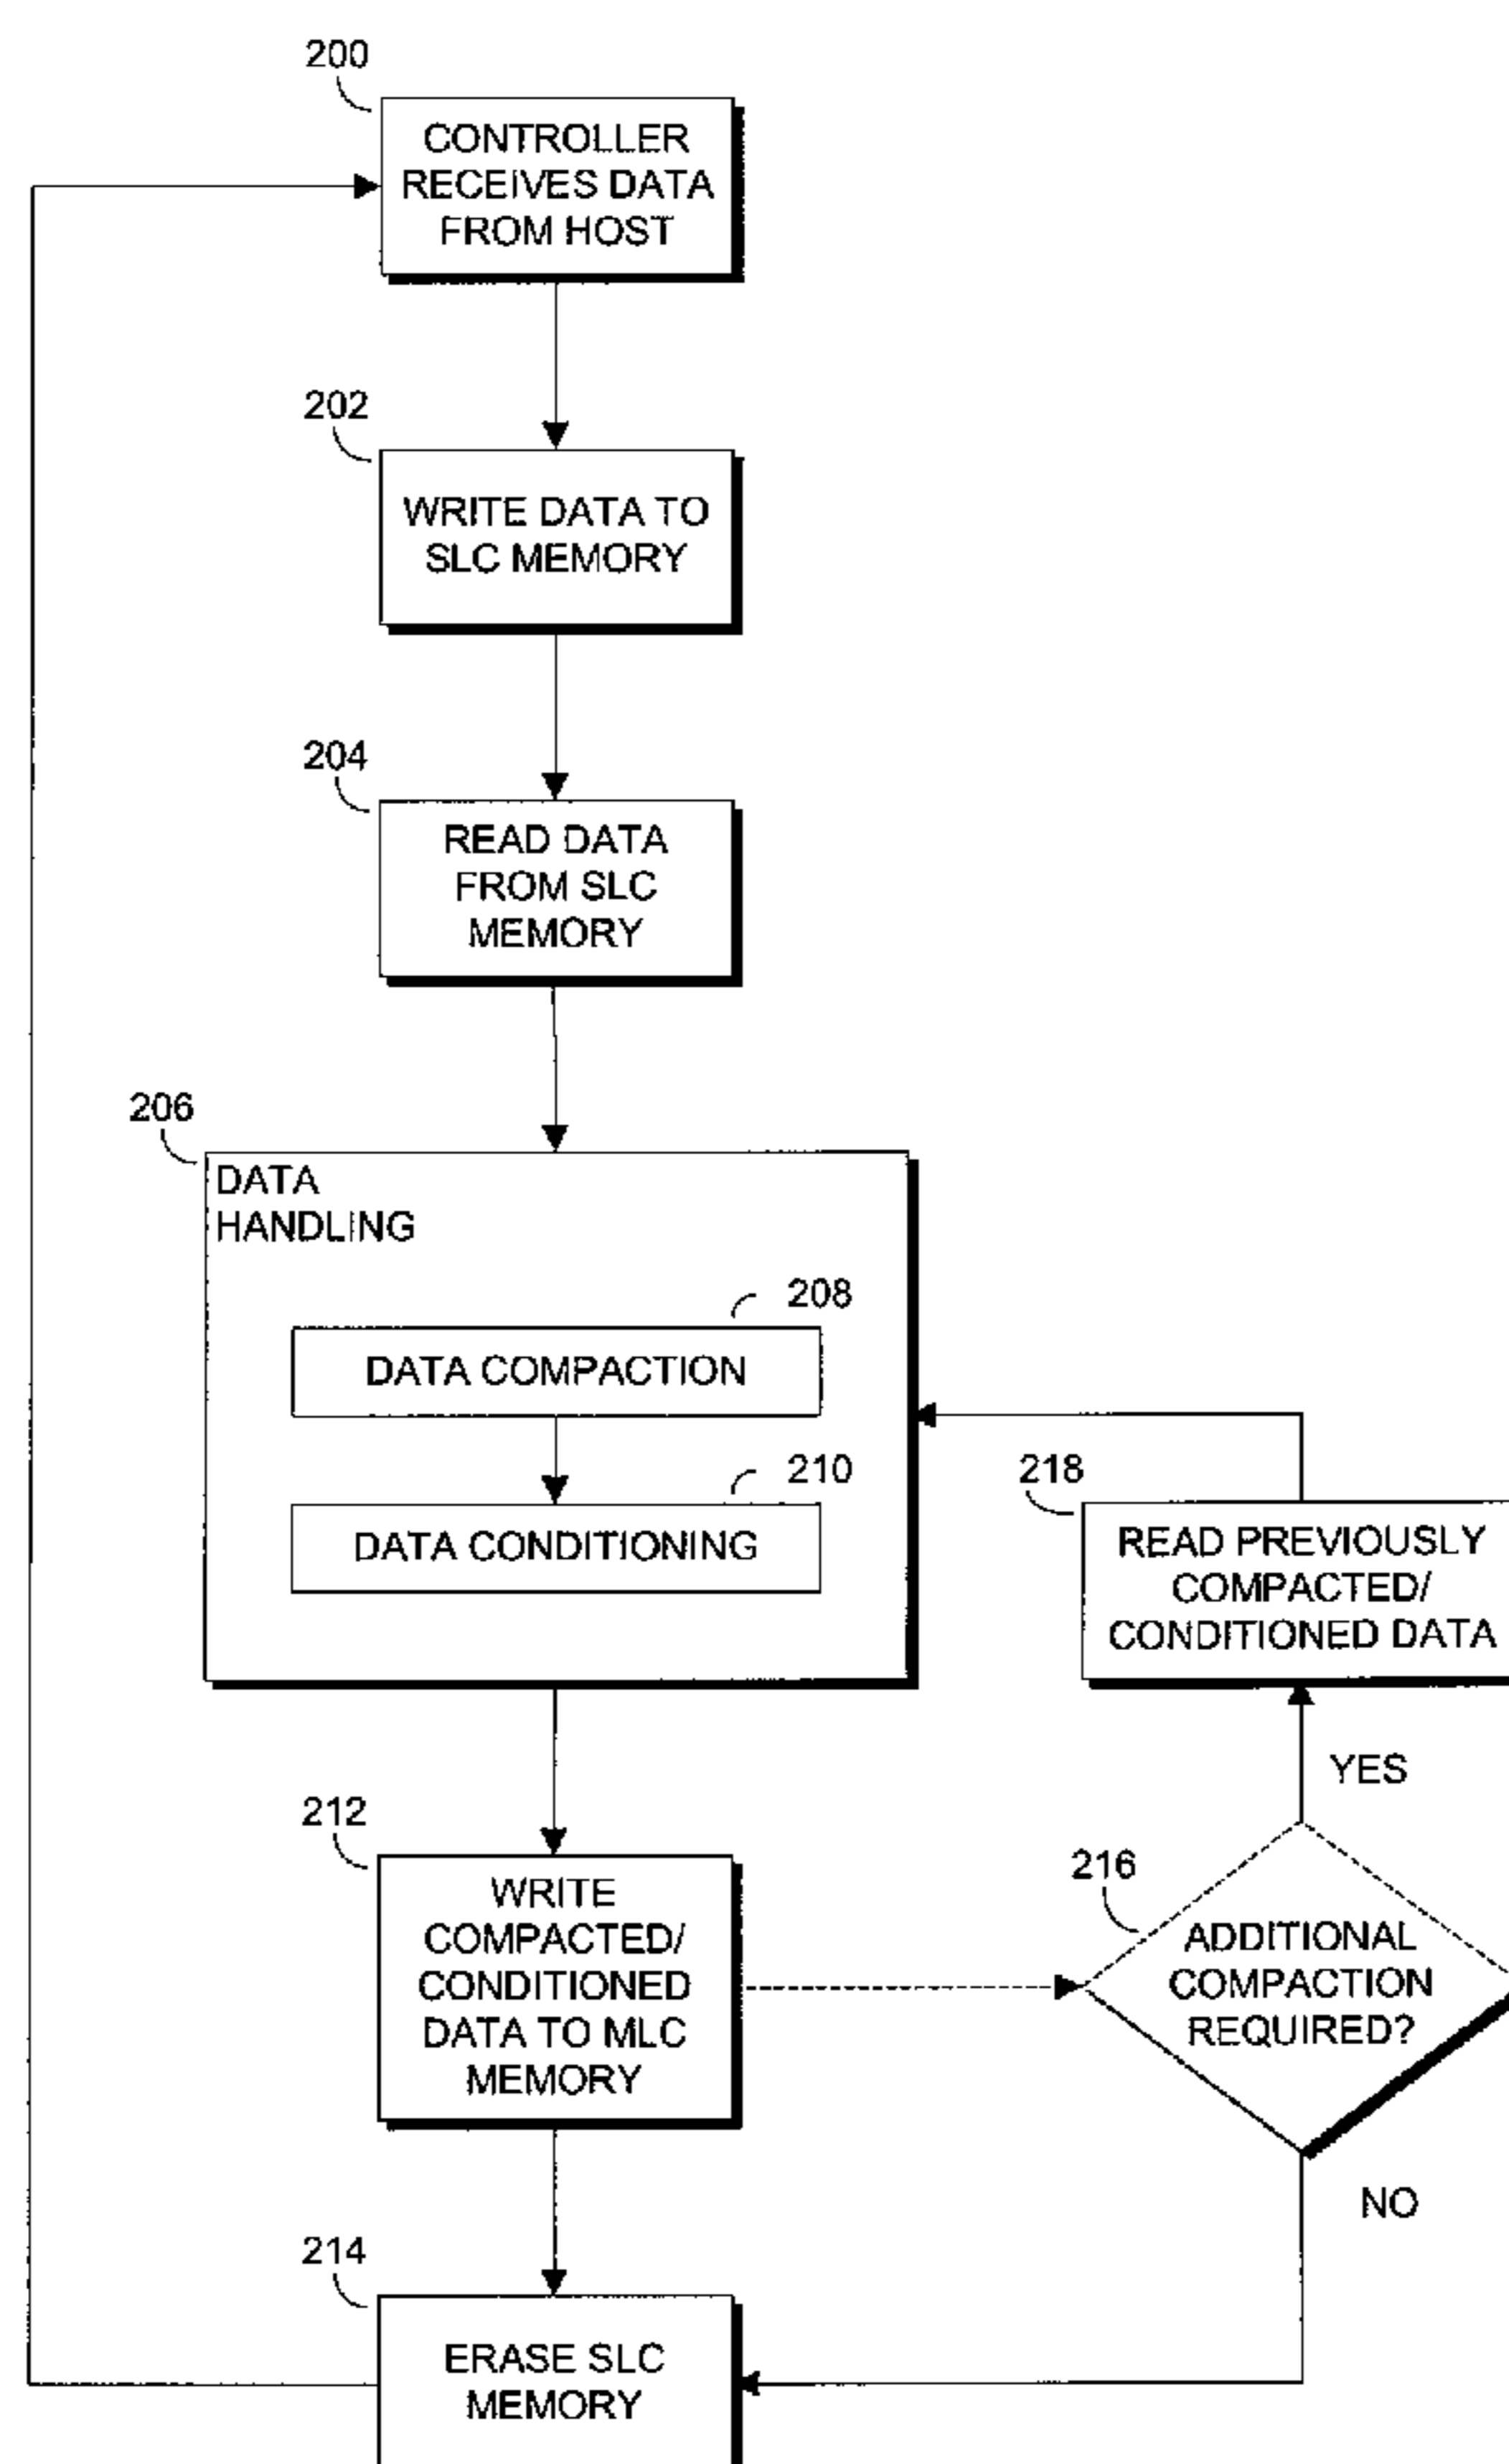 200
CONTROLLER
RECEIVES DATA
FROM HOST
202
WRITE DATA TO
SLC MEMORY
204
READ DATA
FROM SLC
MEMORY
206
DATA
HANDLING
208
DATA COMPACTION
210
DATA CONDITIONING
218
READ PREVIOUSLY
COMPACTED/
CONDITIONED DATA
YES
212
WRITE
COMPACTED/
CONDITIONED
DATA TO MLC
MEMORY
216
ADDITIONAL
COMPACTION
REQUIRED?
NO
214
ERASE SLC
MEMORY